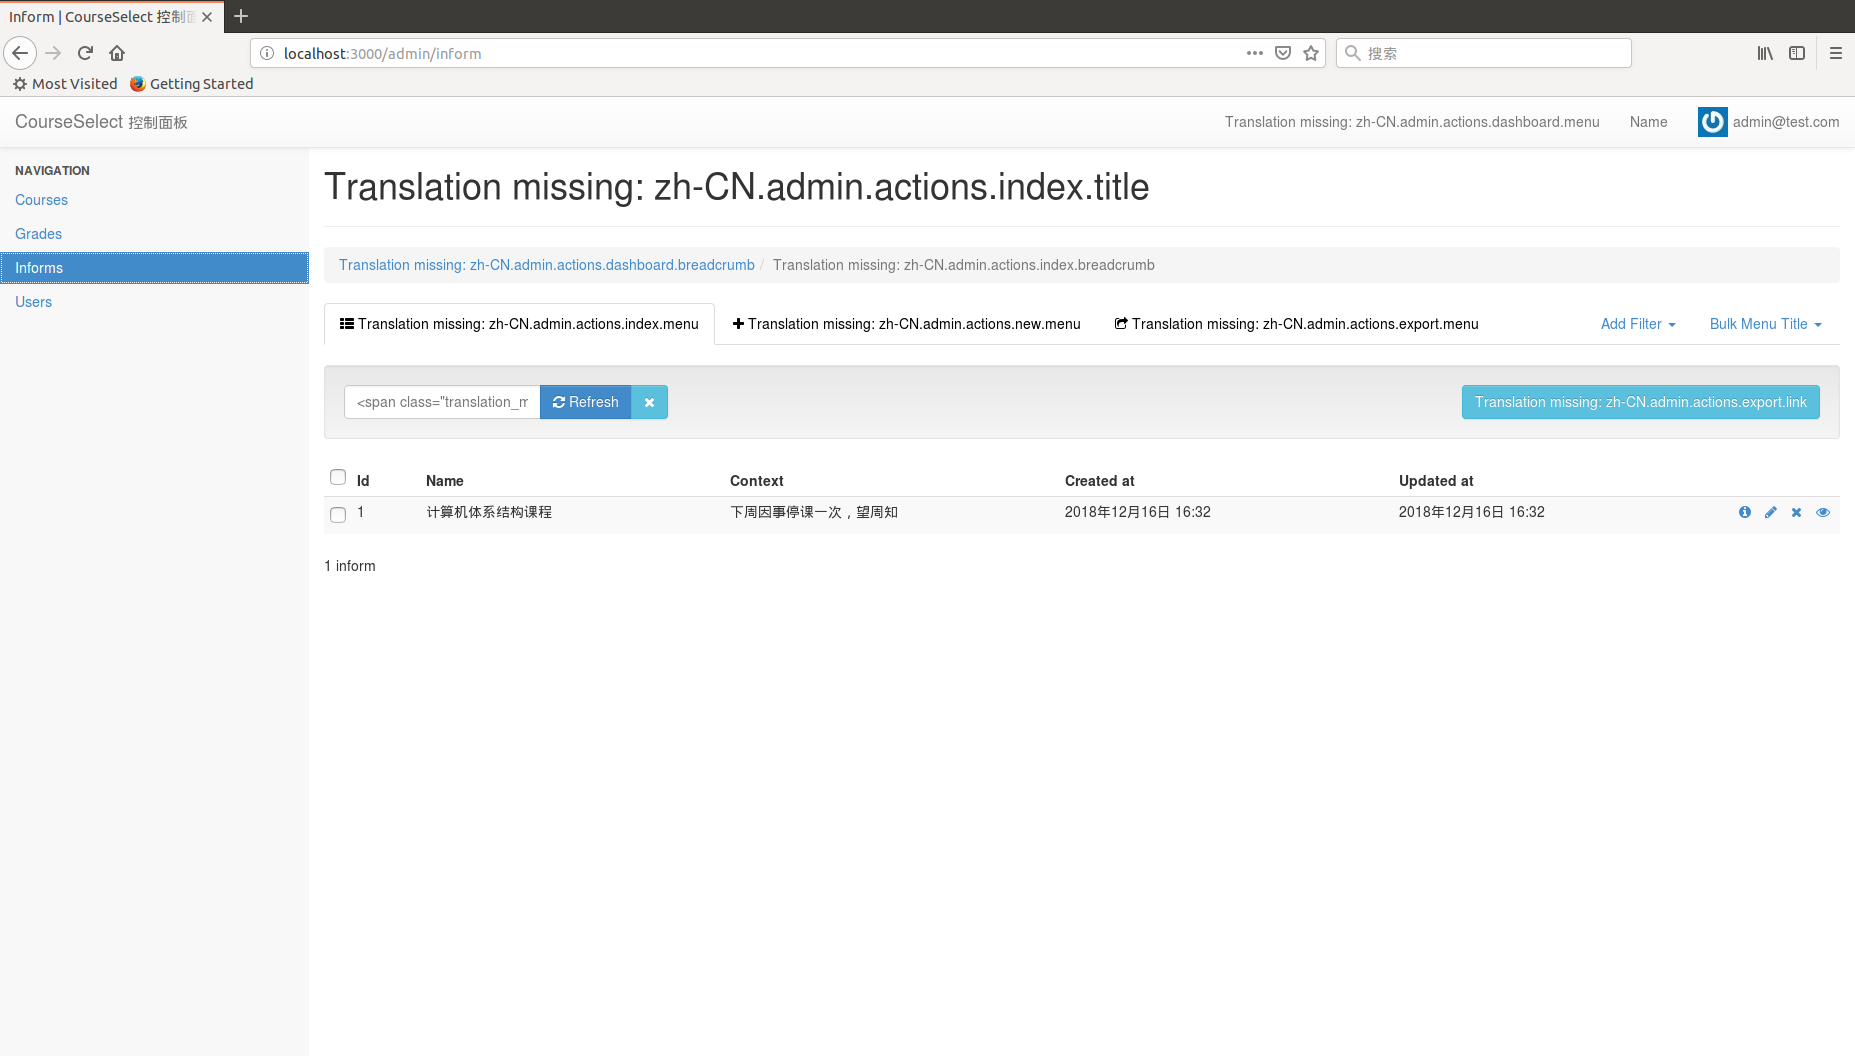 Inform | CourseSelect 控制面
localhost:3000/admin/inform
搜索
Most Visited
Getting Started
CourseSelect 控制面板
Translation missing: zh-CN.admin.actions.dashboard.menu
Name
admin@test.com
NAVIGATION
Courses
Grades
Informs
Users
Translation missing: zh-CN.admin.actions.index.title
Translation missing: zh-CN.admin.actions.dashboard.breadcrumb / Translation missing: zh-CN.admin.actions.index.breadcrumb
Translation missing: zh-CN.admin.actions.index.menu
Translation missing: zh-CN.admin.actions.new.menu
Translation missing: zh-CN.admin.actions.export.menu
Add Filter
Bulk Menu Title
<span class="translation_m
Refresh
Translation missing: zh-CN.admin.actions.export.link
Id Name Context Created at Updated at
1 计算机体系结构课程 下周因事停课一次，望周知 2018年12月16日 16:32 2018年12月16日 16:32
1 inform